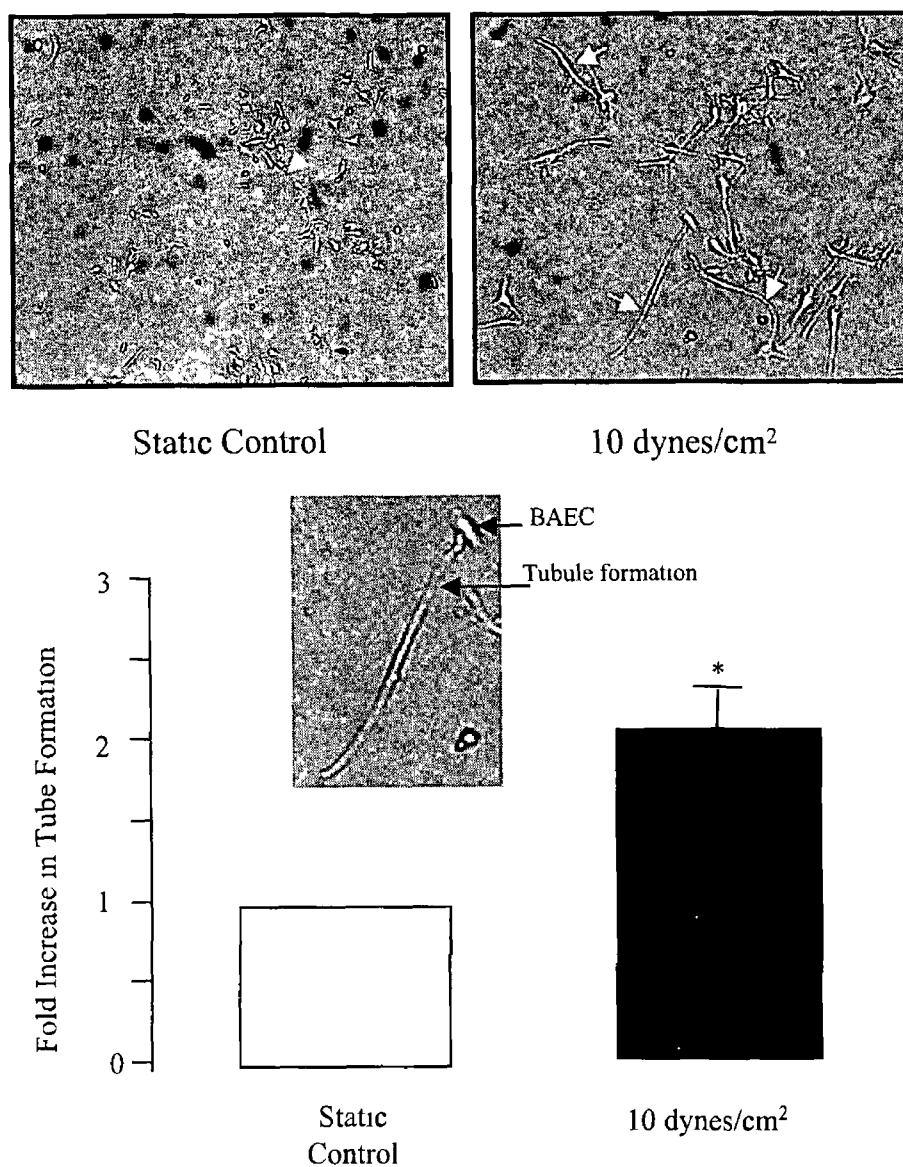 Static Control
10 dynes/cm²
BAEC
Tubule formation
Fold Increase in Tube Formation
3
2
1
0
*
Static
Control
10 dynes/cm²